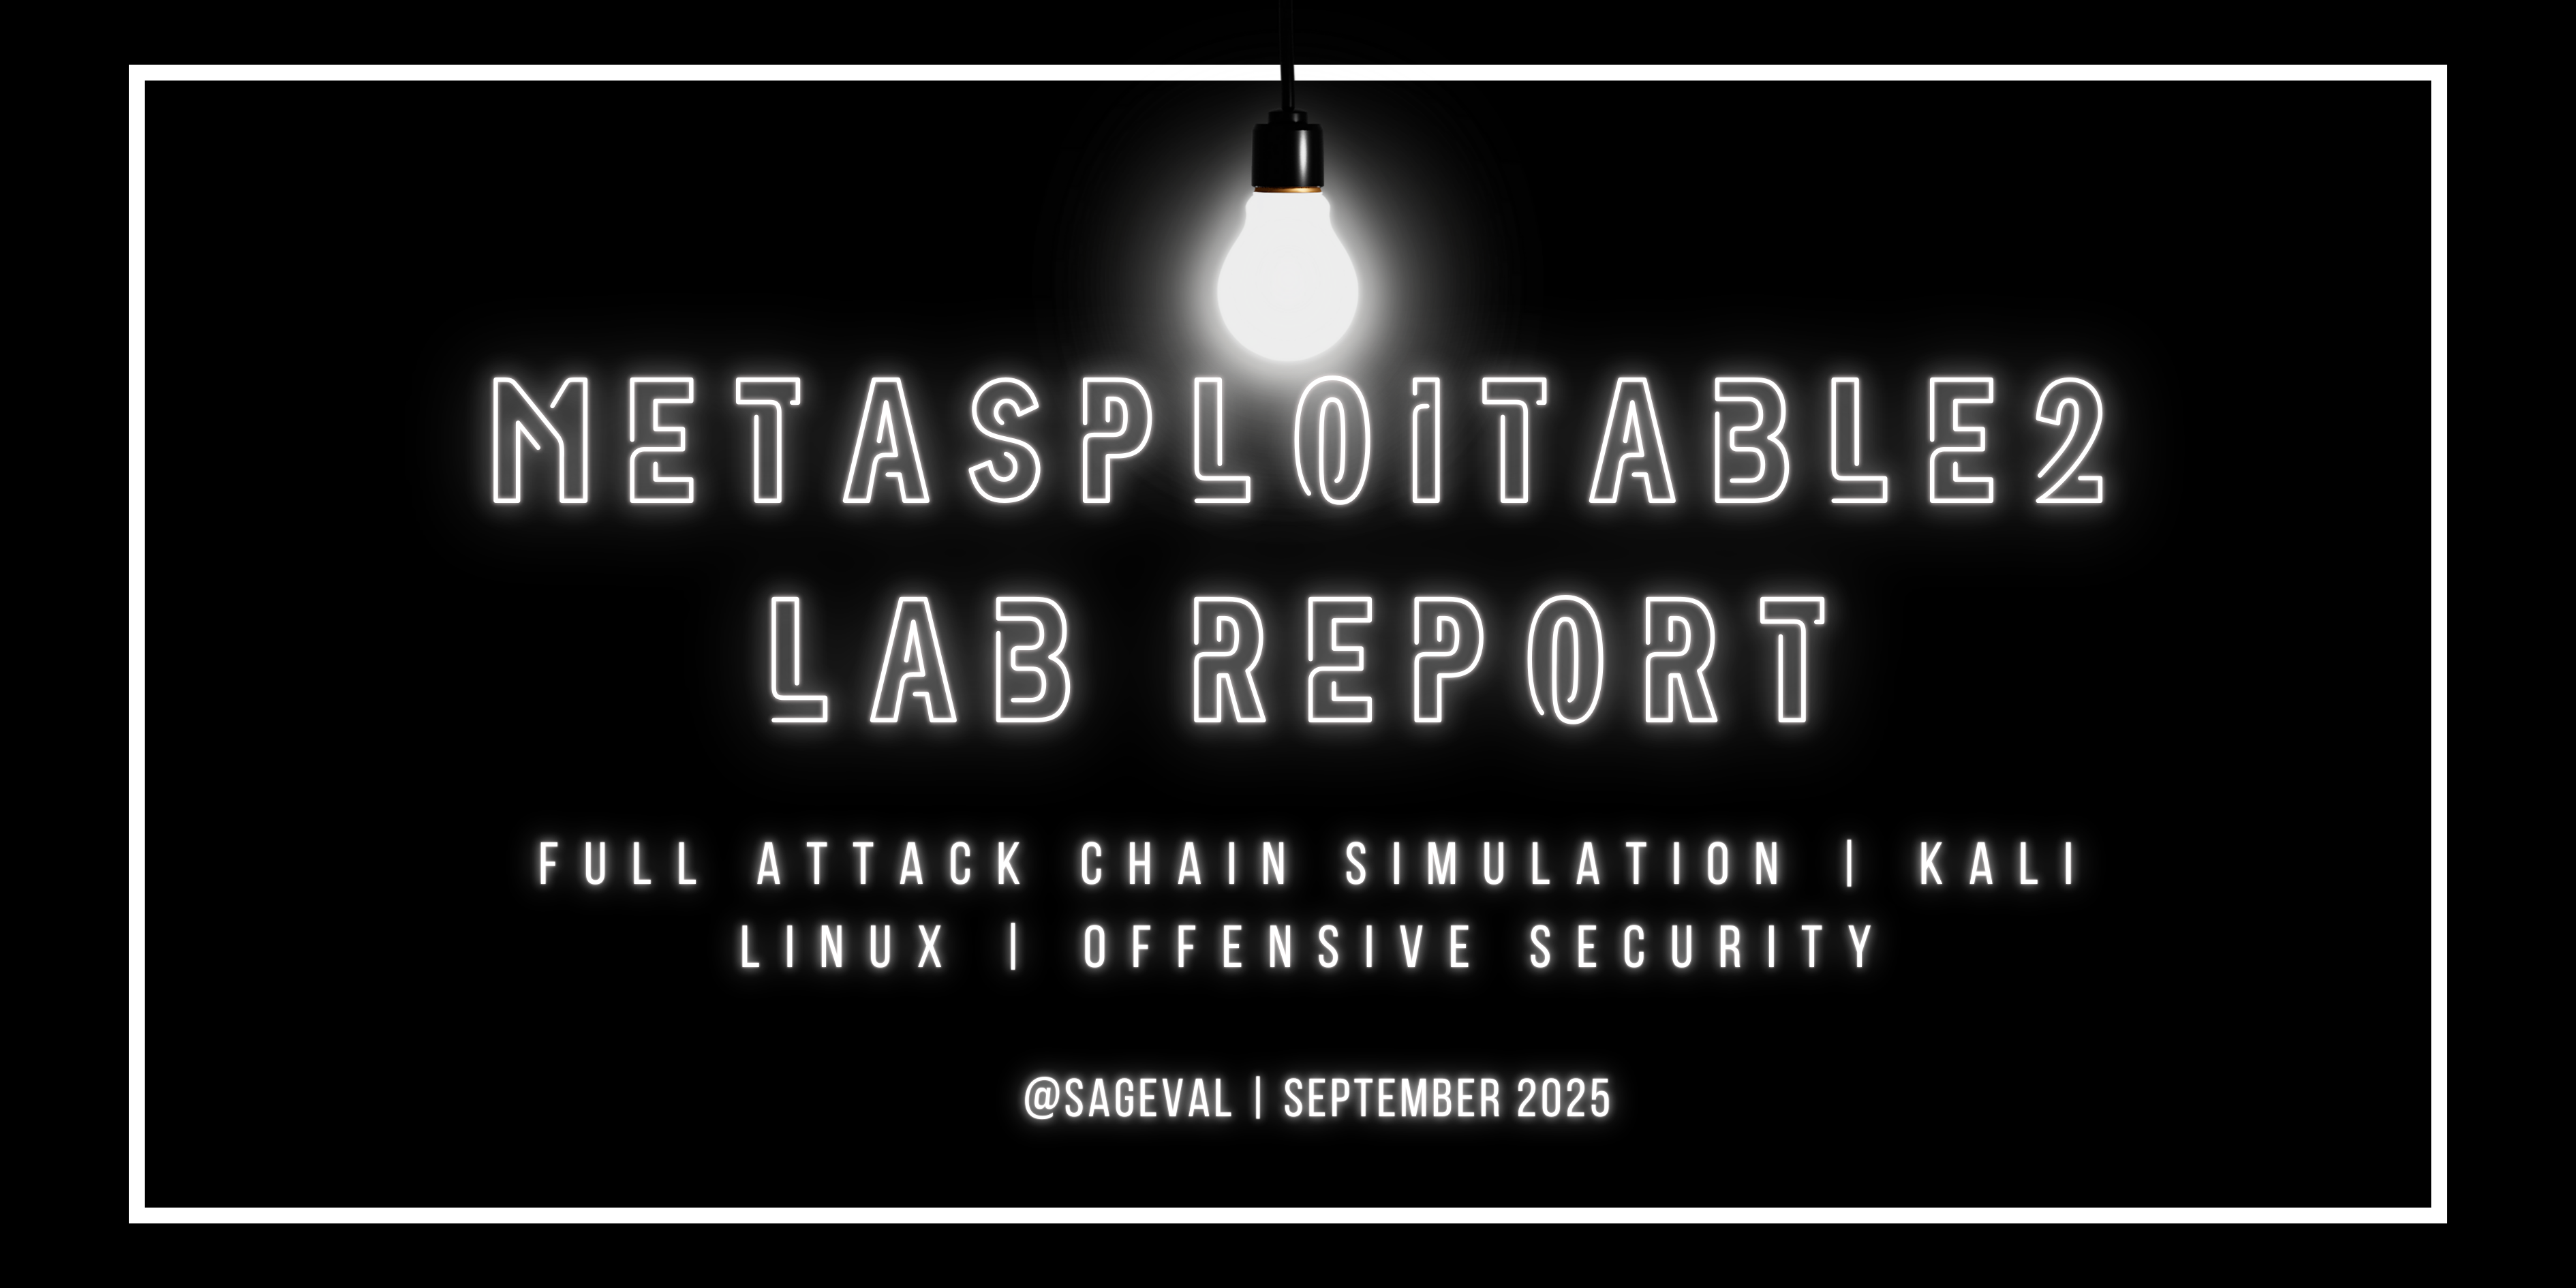 METASPLOITABLE2
LAB REPORT
FULL ATTACK CHAIN SIMULATION | KALI
LINUX | OFFENSIVE SECURITY
@SAGEVAL | SEPTEMBER 2025